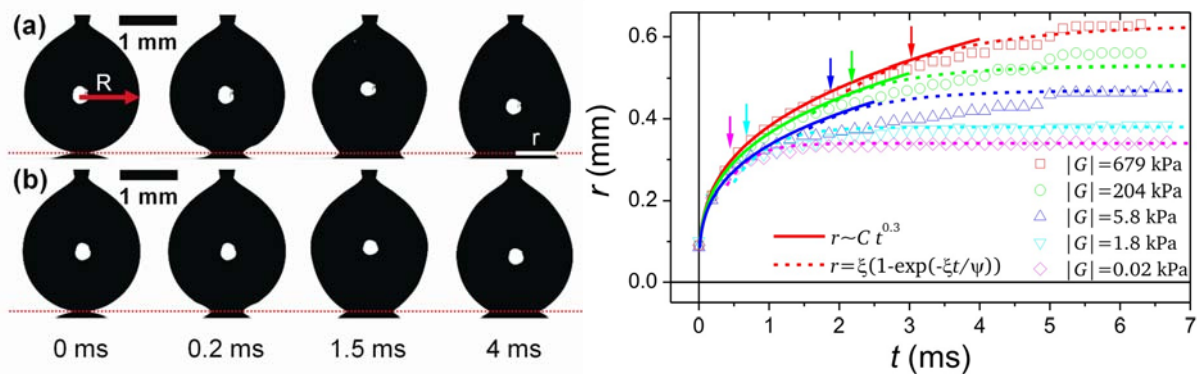 (a)
1 mm
R
r
(b)
1 mm
0 ms
0.2 ms
1.5 ms
4 ms
r (mm)
0.6
0.4
0.2
0.0
|G|=679 kPa
|G|=204 kPa
|G|=5.8 kPa
|G|=1.8 kPa
|G|=0.02 kPa
r~C t^0.3
r=ξ(1-exp(-ξt/ψ))
0 1 2 3 4 5 6 7
t (ms)